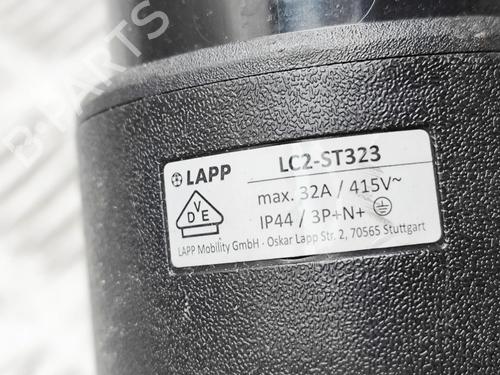 B-PARTS
LAPP
LC2-ST323
max. 32A / 415V~
VDE
IP44 / 3P+N+
LAPP Mobility GmbH · Oskar Lapp Str. 2, 70565 Stuttgart